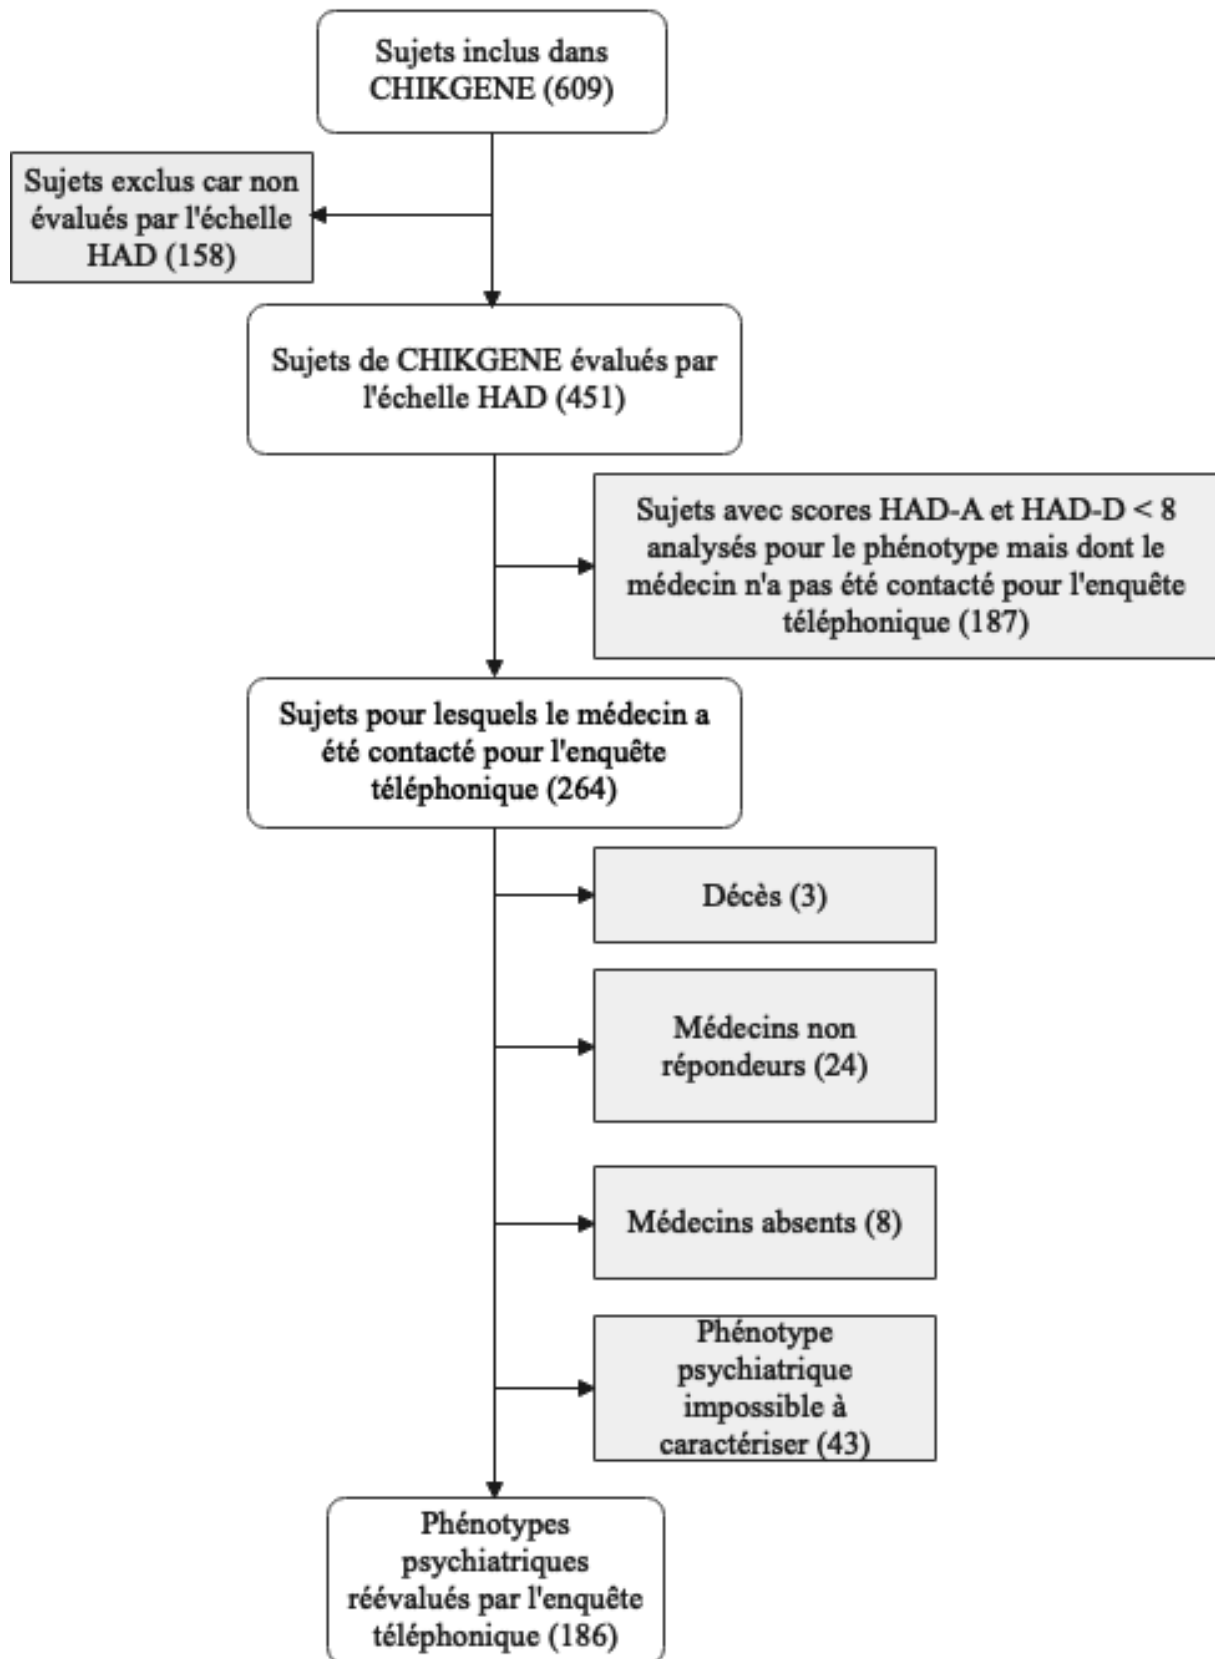 Sujets inclus dans
CHIKGENE (609)
Sujets exclus car non
évalués par l'échelle
HAD (158)
Sujets de CHIKGENE évalués par
l'échelle HAD (451)
Sujets avec scores HAD-A et HAD-D < 8
analysés pour le phénotype mais dont le
médecin n'a pas été contacté pour l'enquête
téléphonique (187)
Sujets pour lesquels le médecin a
été contacté pour l'enquête
téléphonique (264)
Décès (3)
Médecins non
répondeurs (24)
Médecins absents (8)
Phénotype
psychiatrique
impossible à
caractériser (43)
Phénotypes
psychiatriques
réévalués par l'enquête
téléphonique (186)